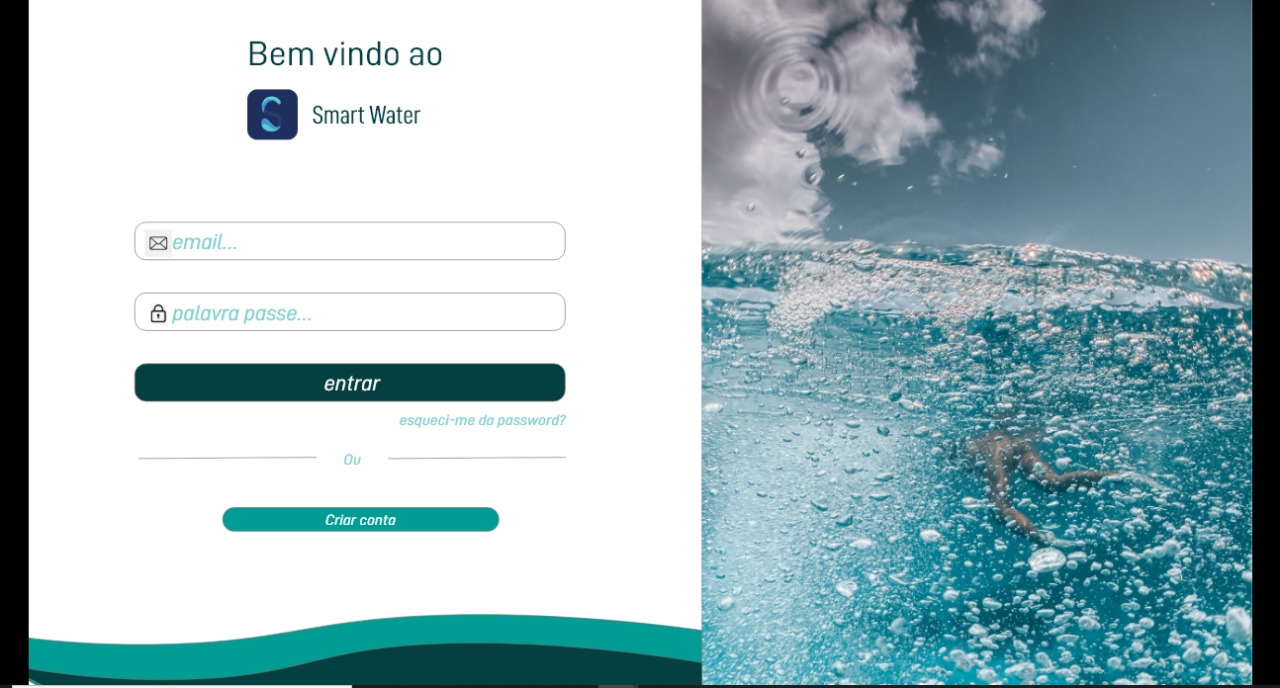 Bem vindo ao
Smart Water
email...
palavra passe...
entrar
esqueci-me da password?
Ou
Criar conta